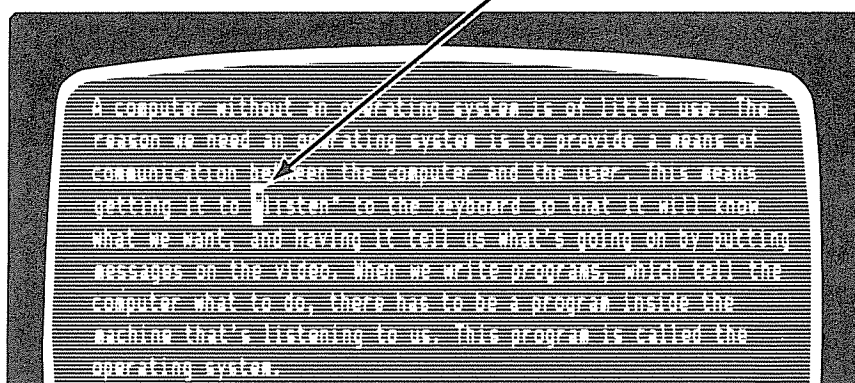 A computer without an operating system is of little use. The
reason we need an operating system is to provide a means of
communication between the computer and the user. This means
getting it to "listen" to the keyboard so that it will know
what we want, and having it tell us what's going on by putting
messages on the video. When we write programs, which tell the
computer what to do, there has to be a program inside the
machine that's listening to us. This program is called the
operating system.